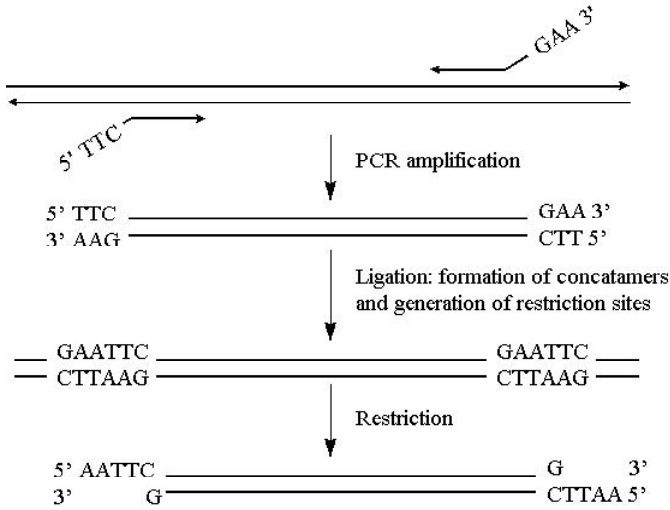 GAA 3'
5' TTC
PCR amplification
5’ TTC GAA 3’
3’ AAG CTT 5’
Ligation: formation of concatamers
and generation of restriction sites
GAATTC GAATTC
CTTAAG CTTAAG
Restriction
5’ AATTC G 3’
3’ G CTTAA 5’